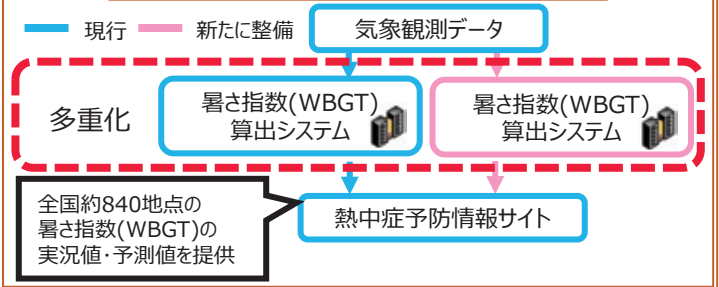 現行
新たに整備
気象観測データ
多重化
暑さ指数(WBGT)
算出システム
暑さ指数(WBGT)
算出システム
全国約840地点の
暑さ指数(WBGT)の
実況値・予測値を提供
熱中症予防情報サイト